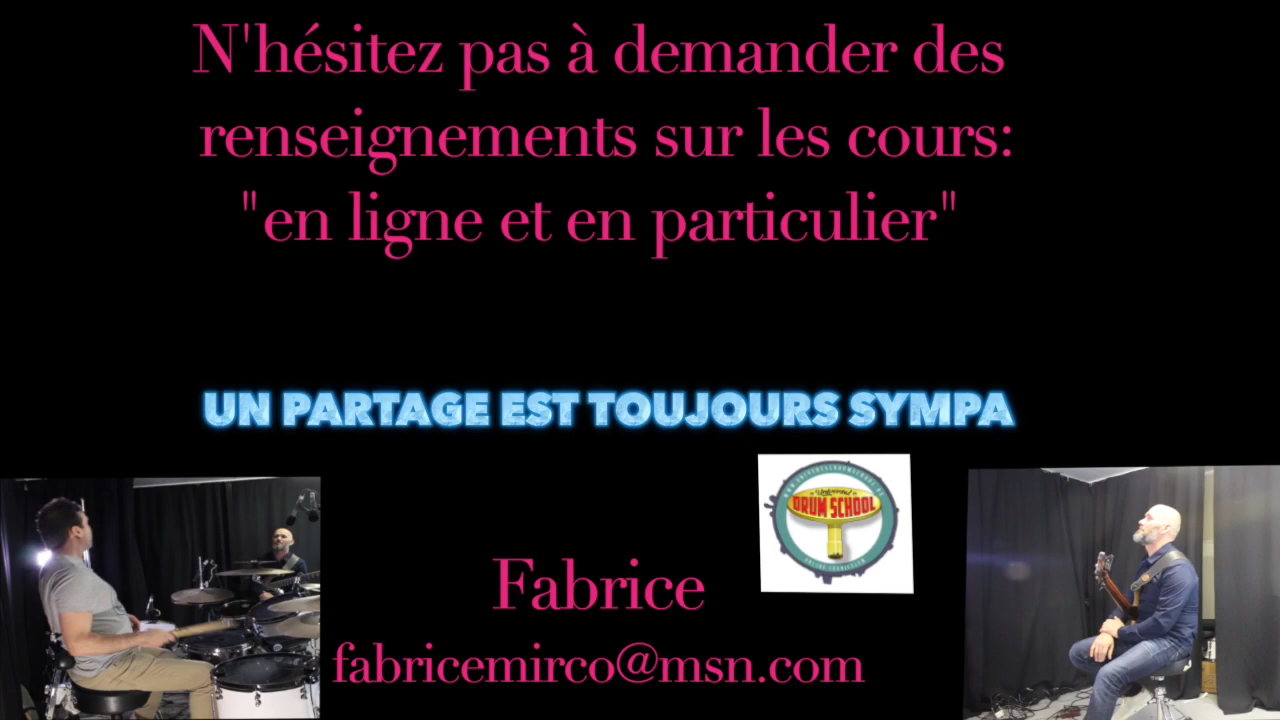 N'hésitez pas à demander des
renseignements sur les cours:
"en ligne et en particulier"
UN PARTAGE EST TOUJOURS SYMPA
Universal
DRUM SCHOOL
Fabrice
fabricemirco@msn.com